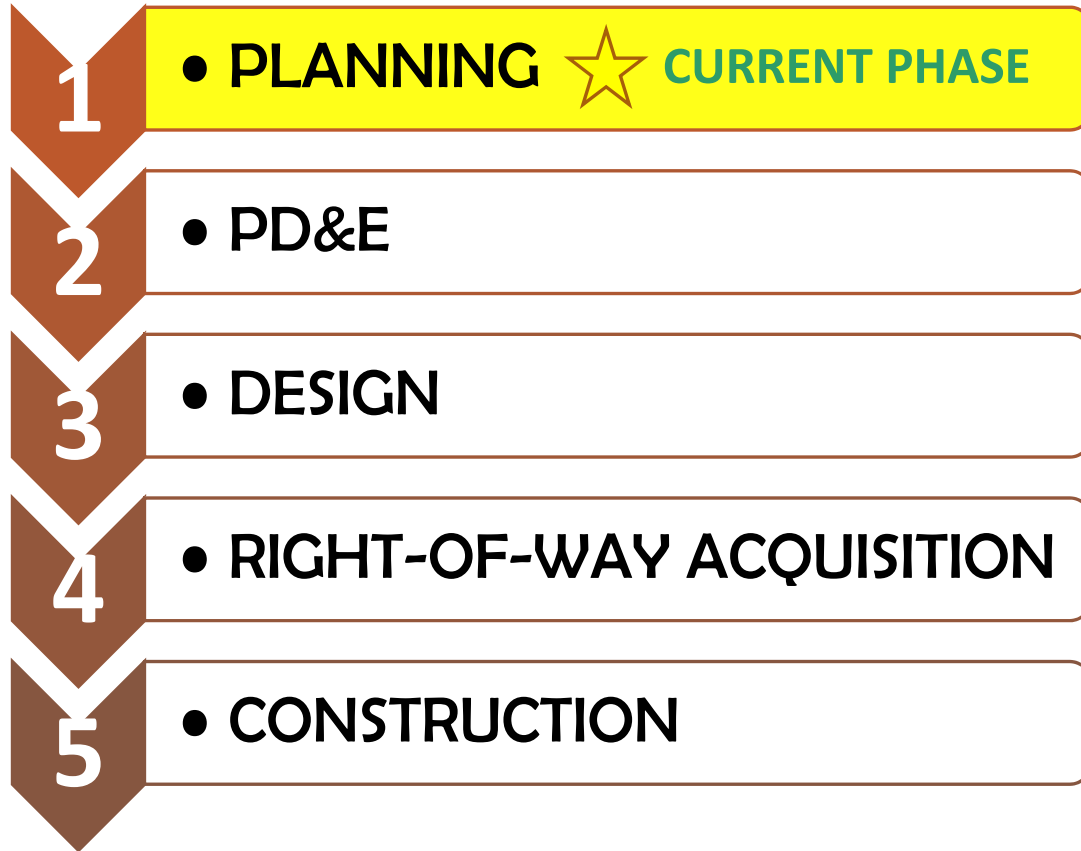 1 • PLANNING CURRENT PHASE
2 • PD&E
3 • DESIGN
4 • RIGHT-OF-WAY ACQUISITION
5 • CONSTRUCTION